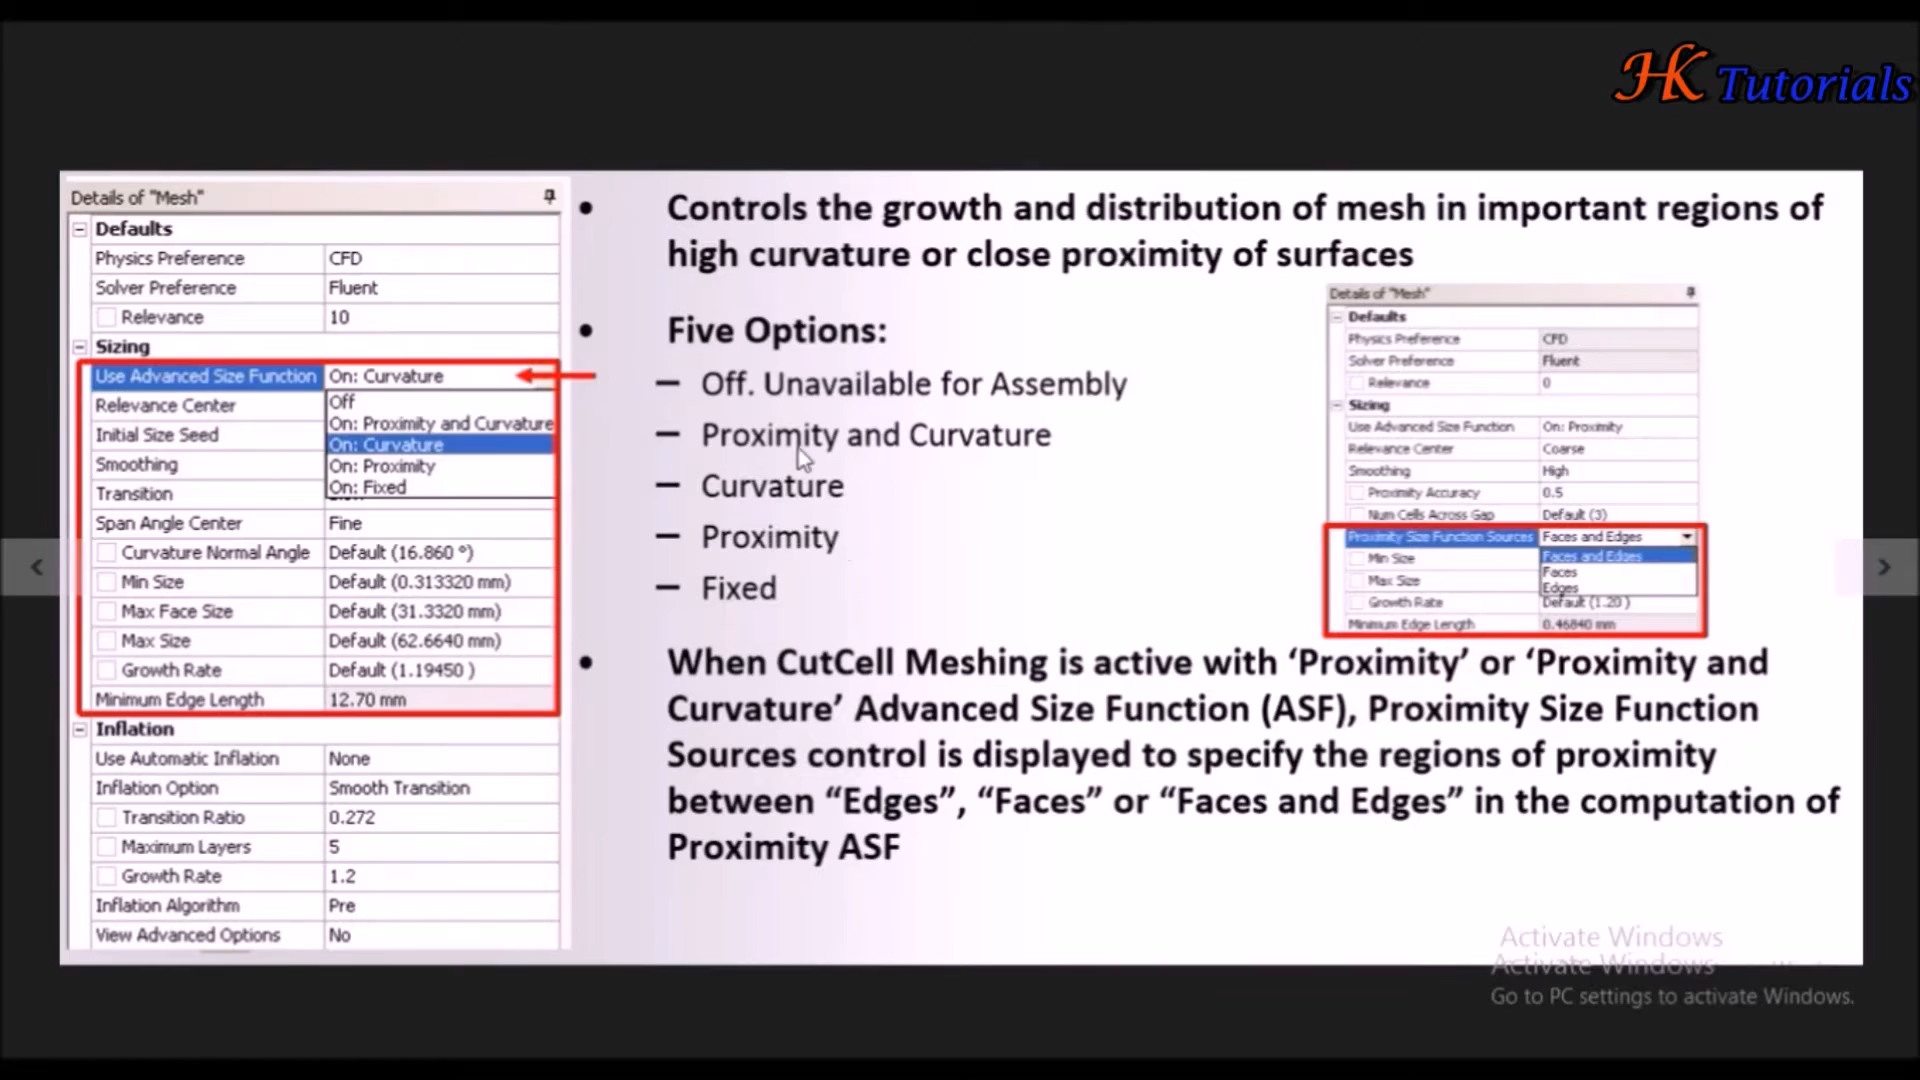 HK Tutorials
Details of "Mesh"
Defaults
Physics Preference CFD
Solver Preference Fluent
Relevance 10
Sizing
Use Advanced Size Function On: Curvature
Relevance Center Off
On: Proximity and Curvature
Initial Size Seed On: Curvature
Smoothing On: Proximity
Transition On: Fixed
Span Angle Center Fine
Curvature Normal Angle Default (16.860 °)
Min Size Default (0.313320 mm)
Max Face Size Default (31.3320 mm)
Max Size Default (62.6640 mm)
Growth Rate Default (1.19450 )
Minimum Edge Length 12.70 mm
Inflation
Use Automatic Inflation None
Inflation Option Smooth Transition
Transition Ratio 0.272
Maximum Layers 5
Growth Rate 1.2
Inflation Algorithm Pre
View Advanced Options No
• Controls the growth and distribution of mesh in important regions of
high curvature or close proximity of surfaces
• Five Options:
– Off. Unavailable for Assembly
– Proximity and Curvature
– Curvature
– Proximity
– Fixed
Details of "Mesh"
Defaults
Physics Preference CFD
Solver Preference Fluent
Relevance 0
Sizing
Use Advanced Size Function On: Proximity
Relevance Center Coarse
Smoothing High
Proximity Accuracy 0.5
Num Cells Across Gap Default (3)
Proximity Size Function Sources Faces and Edges
Min Size Faces and Edges
Max Size Faces
Edges
Growth Rate Default (1.20 )
Minimum Edge Length 0.46840 mm
• When CutCell Meshing is active with ‘Proximity’ or ‘Proximity and
Curvature’ Advanced Size Function (ASF), Proximity Size Function
Sources control is displayed to specify the regions of proximity
between “Edges”, “Faces” or “Faces and Edges” in the computation of
Proximity ASF
Activate Windows
Activate Windows
Go to PC settings to activate Windows.